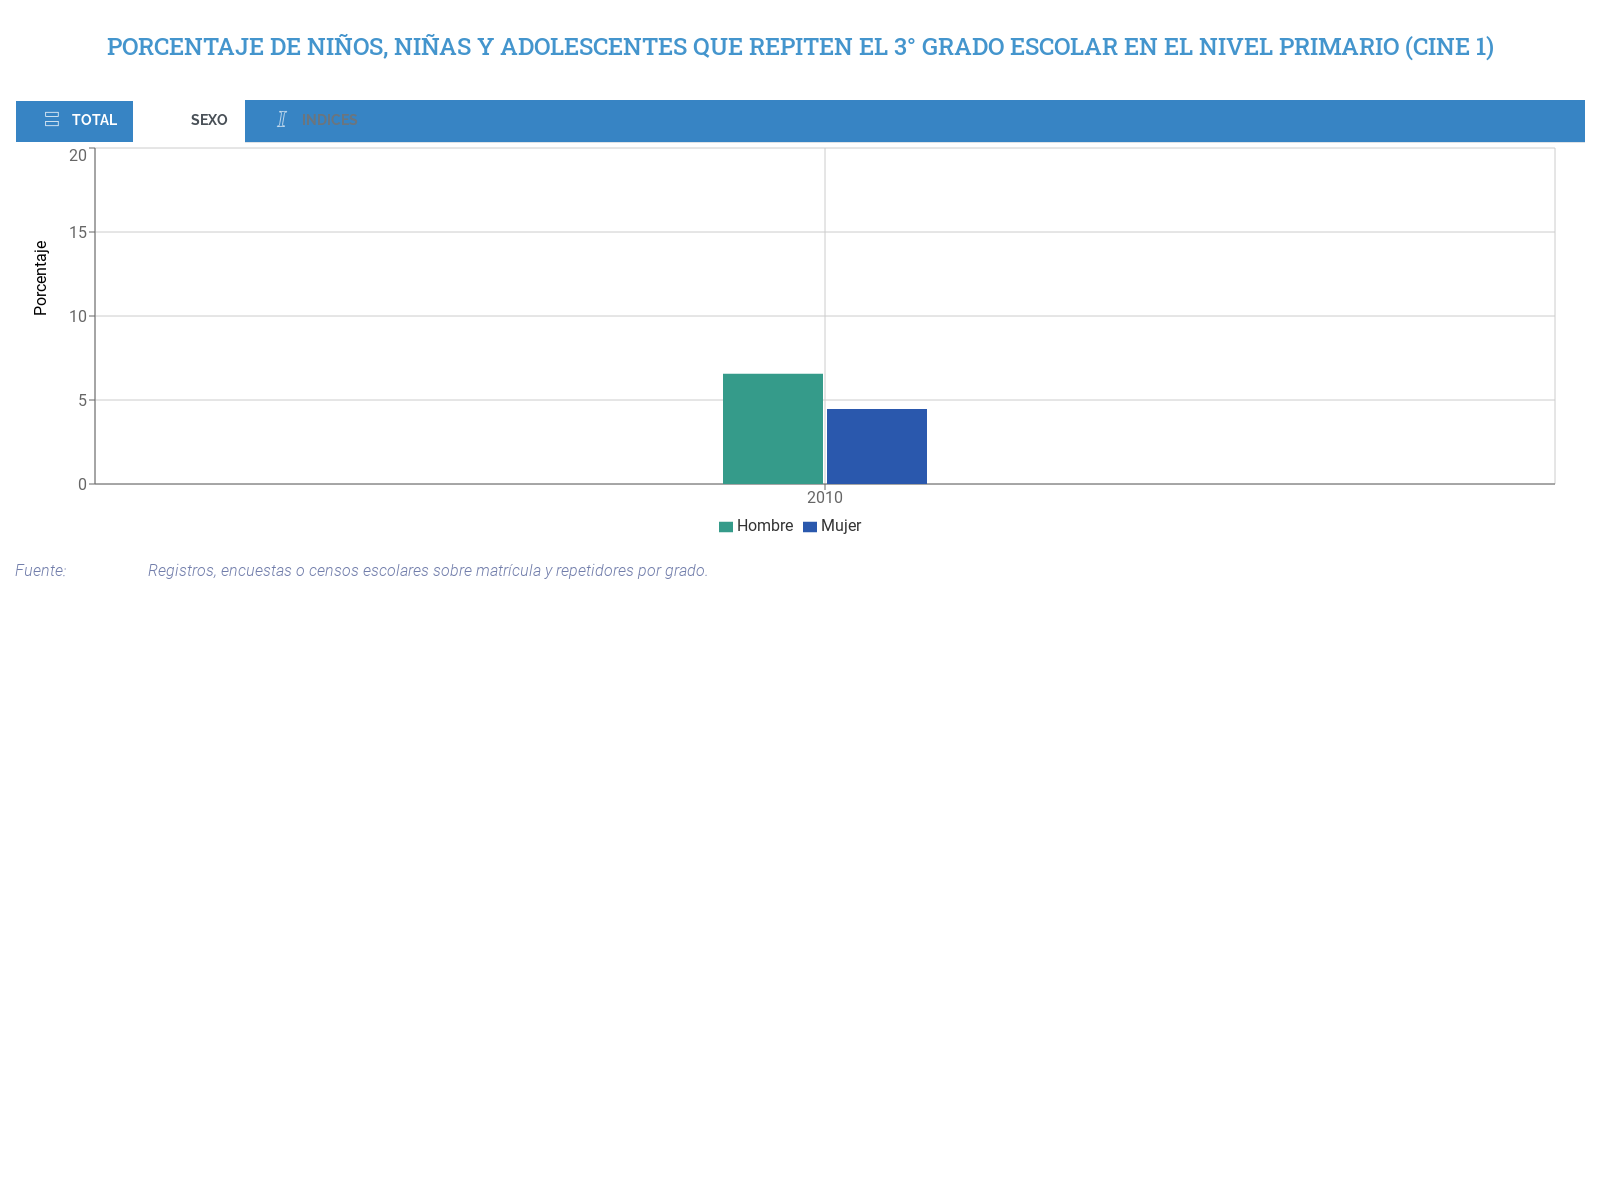 PORCENTAJE DE NIÑOS, NIÑAS Y ADOLESCENTES QUE REPITEN EL 3° GRADO ESCOLAR EN EL NIVEL PRIMARIO (CINE 1)
TOTAL SEXO INDICES
20
15
10
5
0
Porcentaje
2010
Hombre Mujer
Fuente: Registros, encuestas o censos escolares sobre matrícula y repetidores por grado.